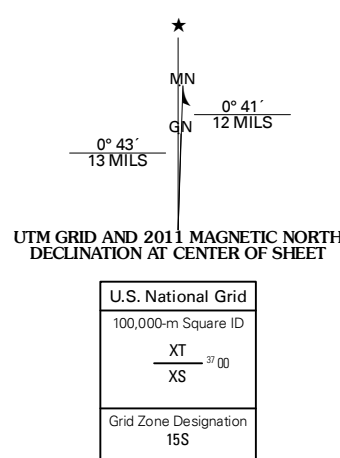 ★
MN
0° 41´
12 MILS
GN
0° 43´
13 MILS
UTM GRID AND 2011 MAGNETIC NORTH
DECLINATION AT CENTER OF SHEET
U.S. National Grid
100,000-m Square ID
XT
37 00
XS
Grid Zone Designation
15S